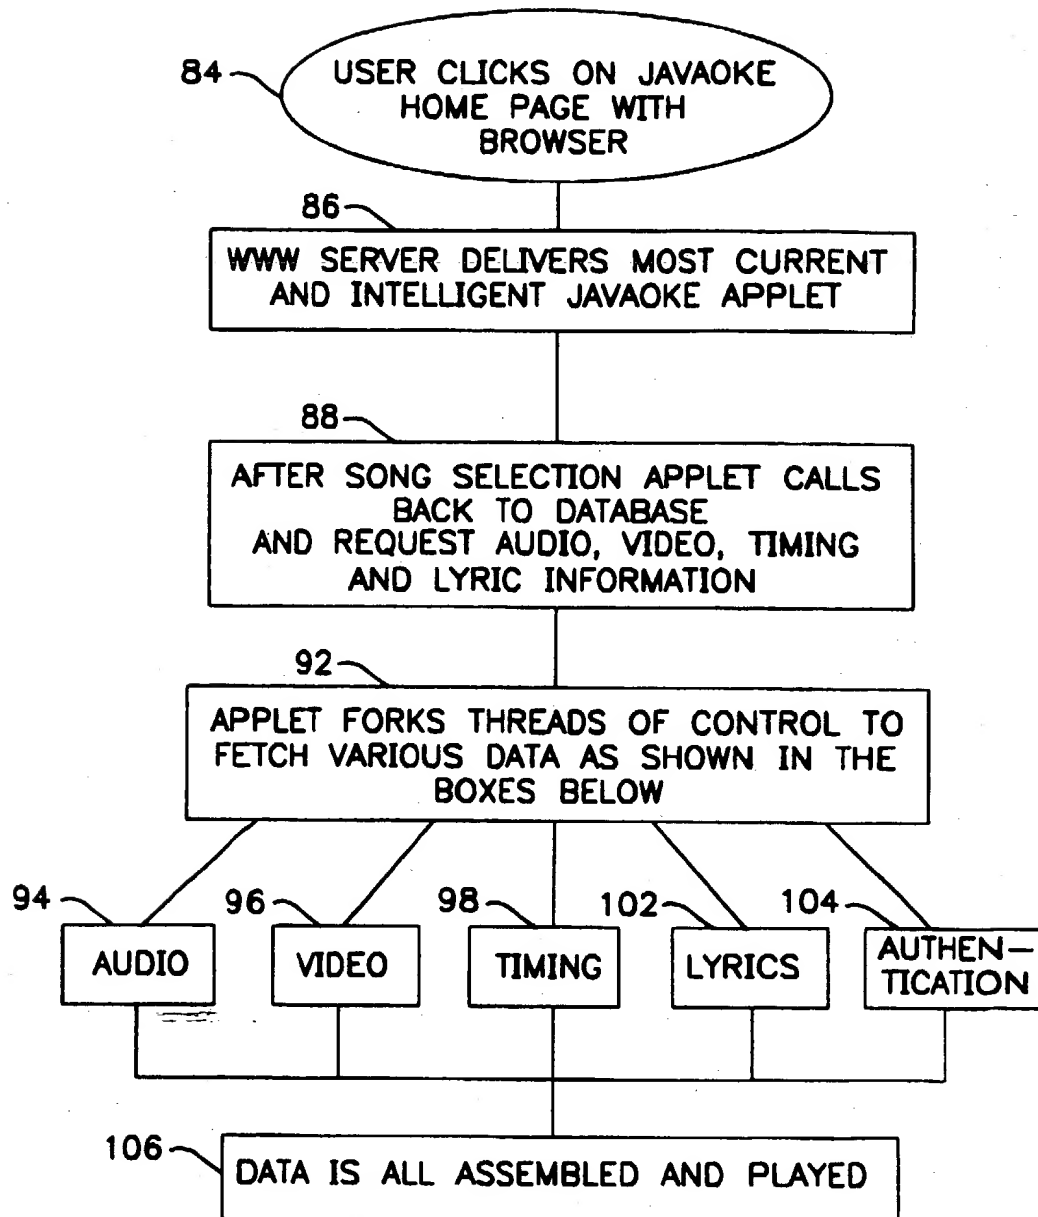 84
USER CLICKS ON JAVAOKE
HOME PAGE WITH
BROWSER
86
WWW SERVER DELIVERS MOST CURRENT
AND INTELLIGENT JAVAOKE APPLET
88
AFTER SONG SELECTION APPLET CALLS
BACK TO DATABASE
AND REQUEST AUDIO, VIDEO, TIMING
AND LYRIC INFORMATION
92
APPLET FORKS THREADS OF CONTROL TO
FETCH VARIOUS DATA AS SHOWN IN THE
BOXES BELOW
94
AUDIO
96
VIDEO
98
TIMING
102
LYRICS
104
AUTHEN-
TICATION
106
DATA IS ALL ASSEMBLED AND PLAYED